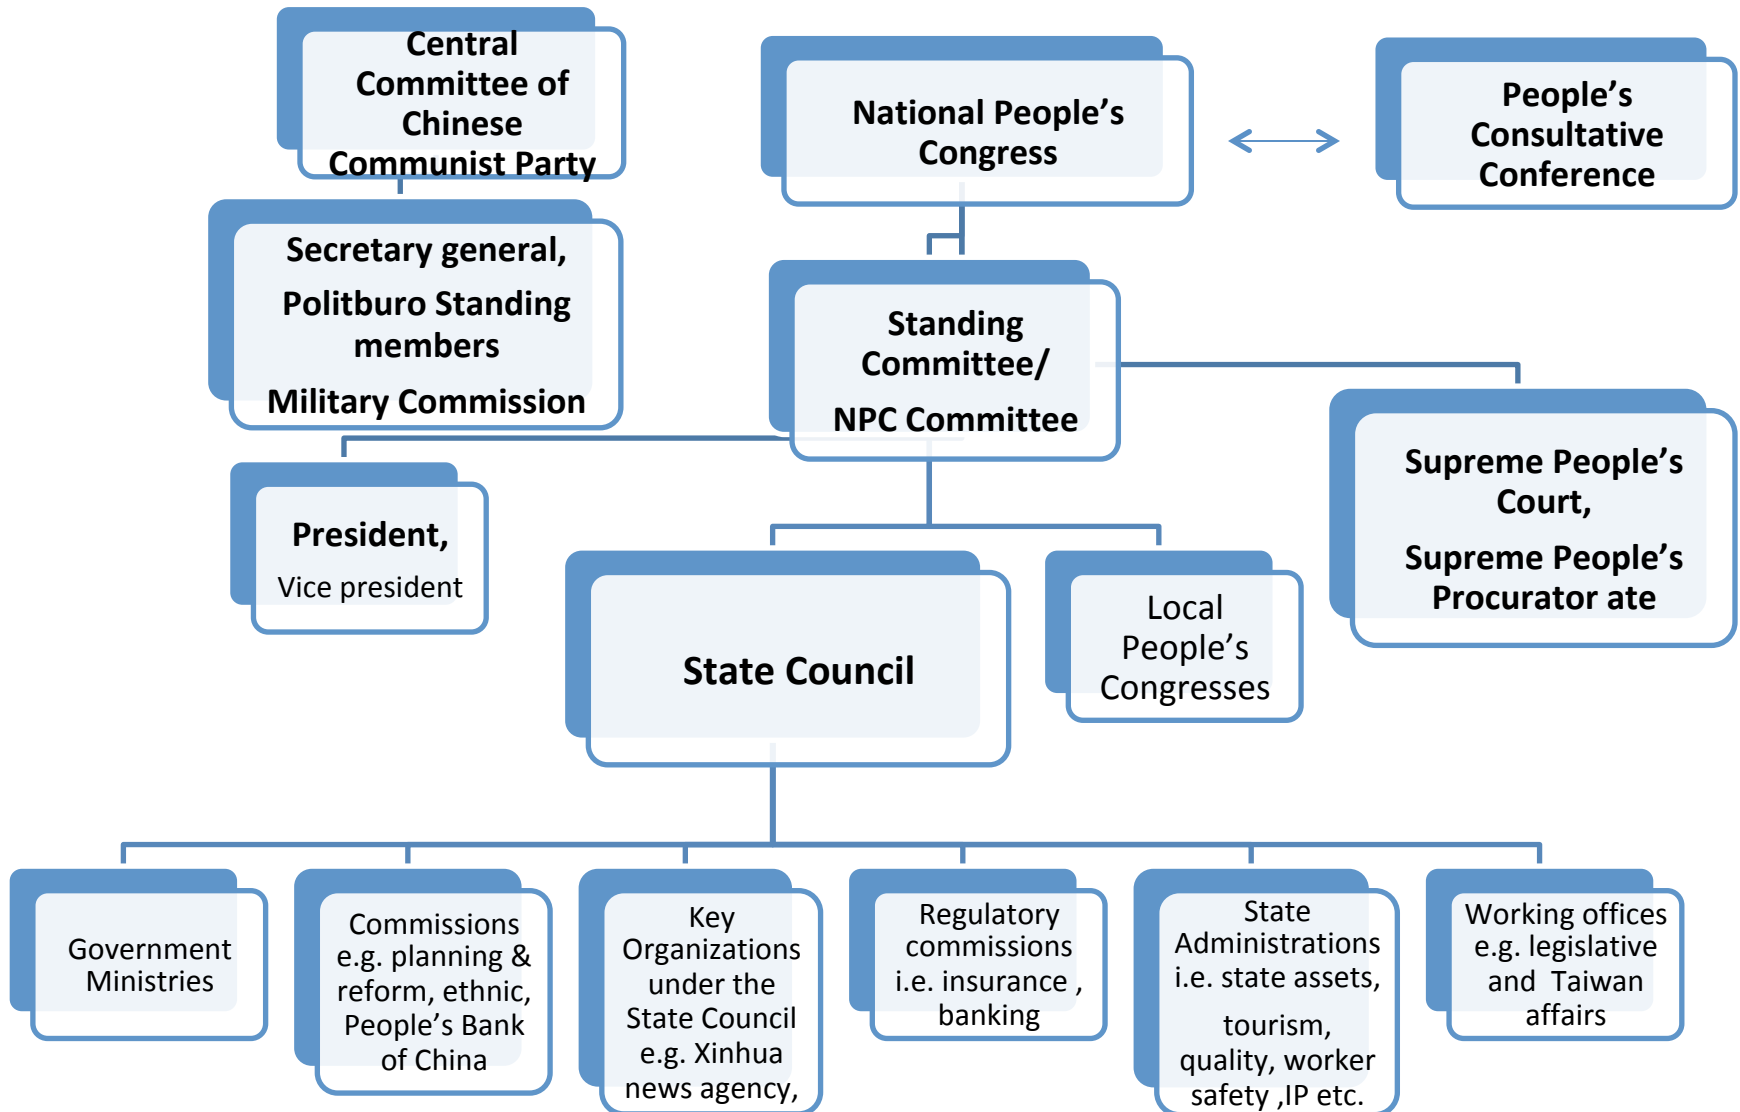 Central
Committee of
Chinese
Communist Party
National People’s
Congress
People’s
Consultative
Conference
Secretary general,
Politburo Standing
members
Military Commission
Standing
Committee/
NPC Committee
Supreme People’s
Court,
Supreme People’s
Procurator ate
President,
Vice president
State Council
Local
People’s
Congresses
Government
Ministries
Commissions
e.g. planning &
reform, ethnic,
People’s Bank
of China
Key
Organizations
under the
State Council
e.g. Xinhua
news agency,
Regulatory
commissions
i.e. insurance ,
banking
State
Administrations
i.e. state assets,
tourism,
quality, worker
safety ,IP etc.
Working offices
e.g. legislative
and Taiwan
affairs